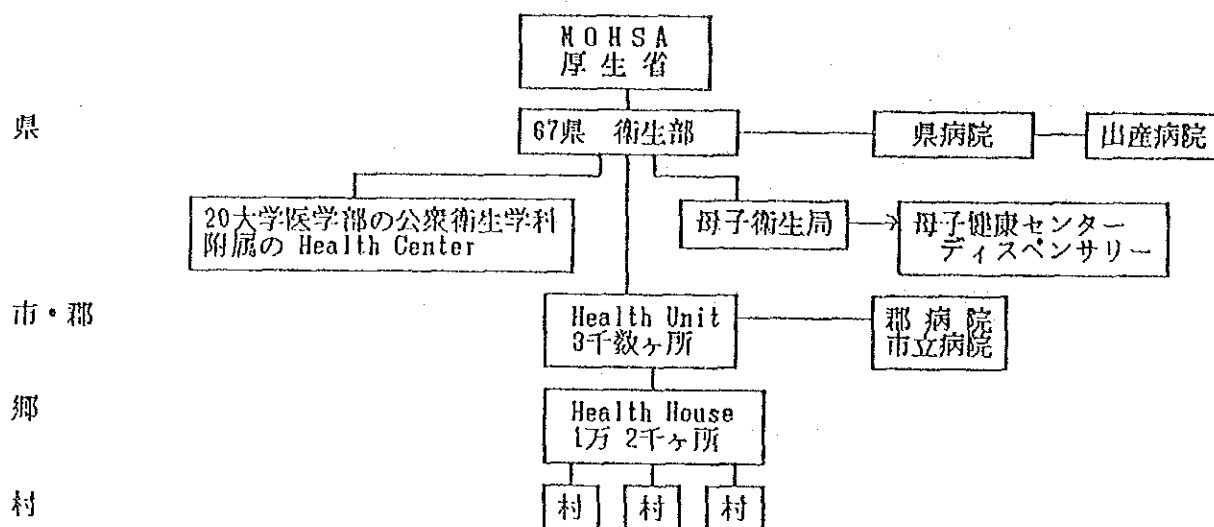 MOHSA
厚生省
県
67県 衛生部
県病院
出産病院
20大学医学部の公衆衛生学科
附属の Health Center
母子衛生局
母子健康センター
ディスペンサリー
市・郡
Health Unit
3千数ヶ所
郡病院
市立病院
郷
Health House
1万2千ヶ所
村
村
村
村